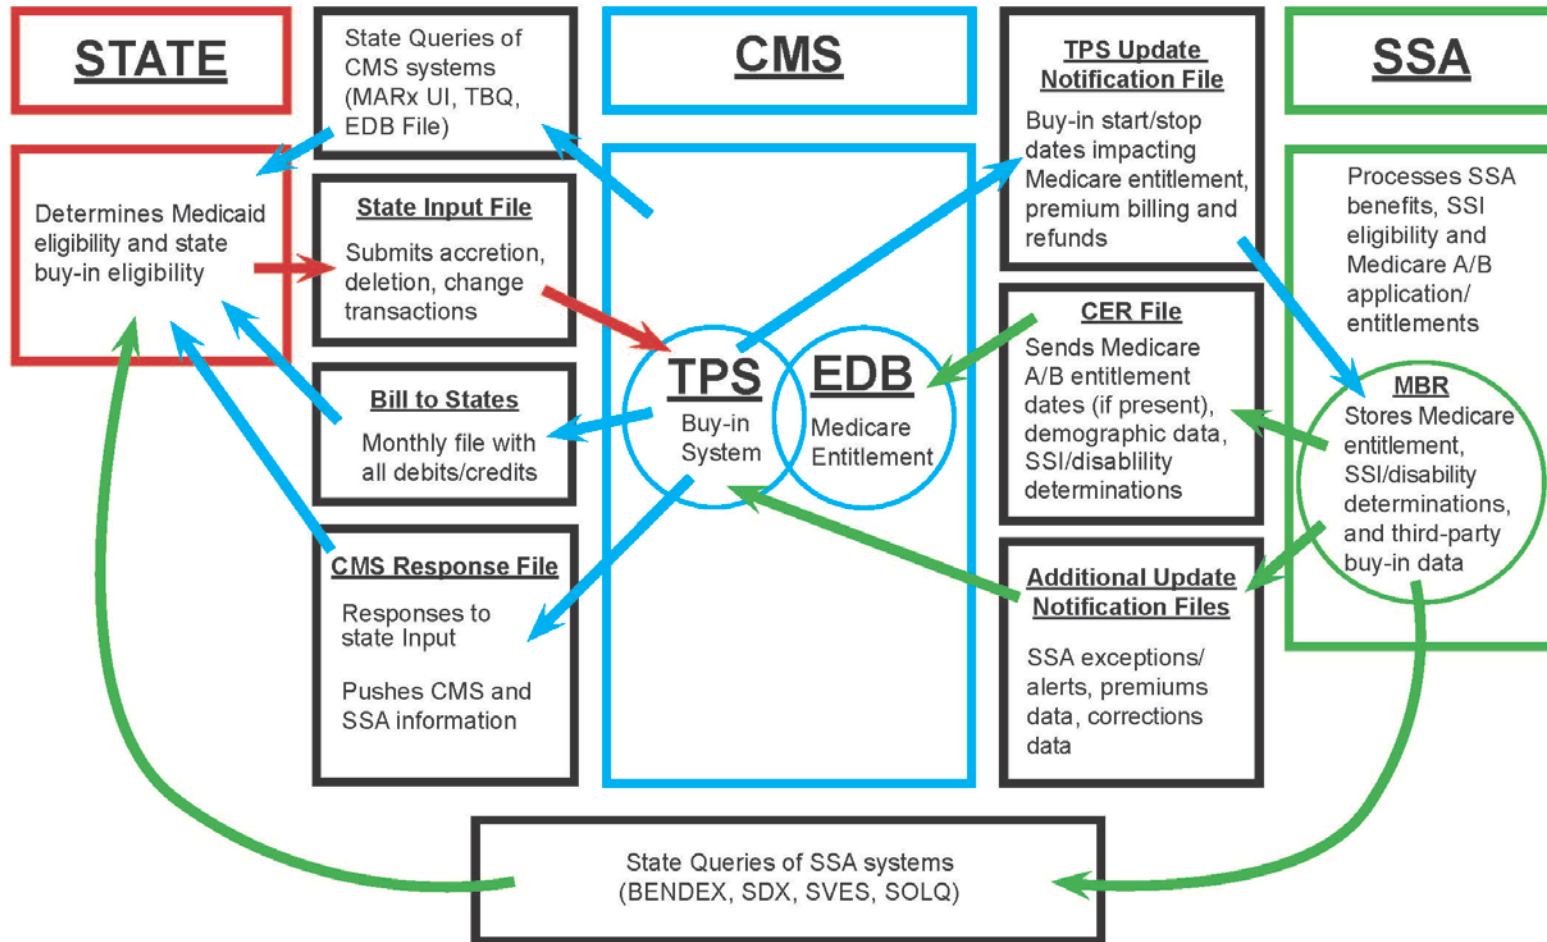 STATE
State Queries of
CMS systems
(MARx UI, TBQ,
EDB File)
CMS
TPS Update
Notification File
Buy-in start/stop
dates impacting
Medicare entitlement,
premium billing and
refunds
SSA
Determines Medicaid
eligibility and state
buy-in eligibility
State Input File
Submits accretion,
deletion, change
transactions
Processes SSA
benefits, SSI
eligibility and
Medicare A/B
application/
entitlements
TPS
Buy-in
System
EDB
Medicare
Entitlement
CER File
Sends Medicare
A/B entitlement
dates (if present),
demographic data,
SSI/disablility
determinations
MBR
Stores Medicare
entitlement,
SSI/disability
determinations,
and third-party
buy-in data
Bill to States
Monthly file with
all debits/credits
CMS Response File
Responses to
state Input
Pushes CMS and
SSA information
Additional Update
Notification Files
SSA exceptions/
alerts, premiums
data, corrections
data
State Queries of SSA systems
(BENDEX, SDX, SVES, SOLQ)